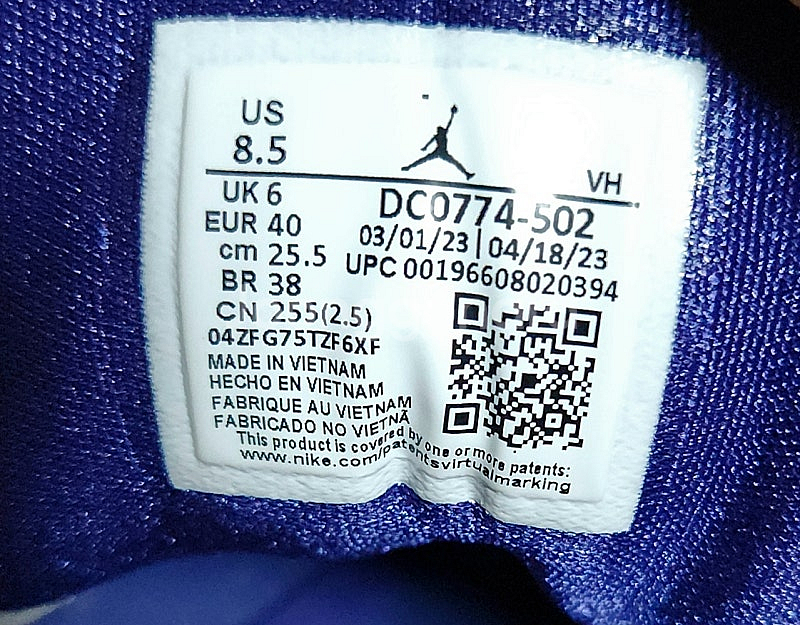 US
8.5
VH
UK 6
DC0774-502
EUR 40
03/01/23 | 04/18/23
cm 25.5
UPC 00196608020394
BR 38
CN 255(2.5)
04ZFG75TZF6XF
MADE IN VIETNAM
HECHO EN VIETNAM
FABRIQUE AU VIETNAM
FABRICADO NO VIETNÃ
This product is covered by one or more patents:
www.nike.com/patentsvirtualmarking